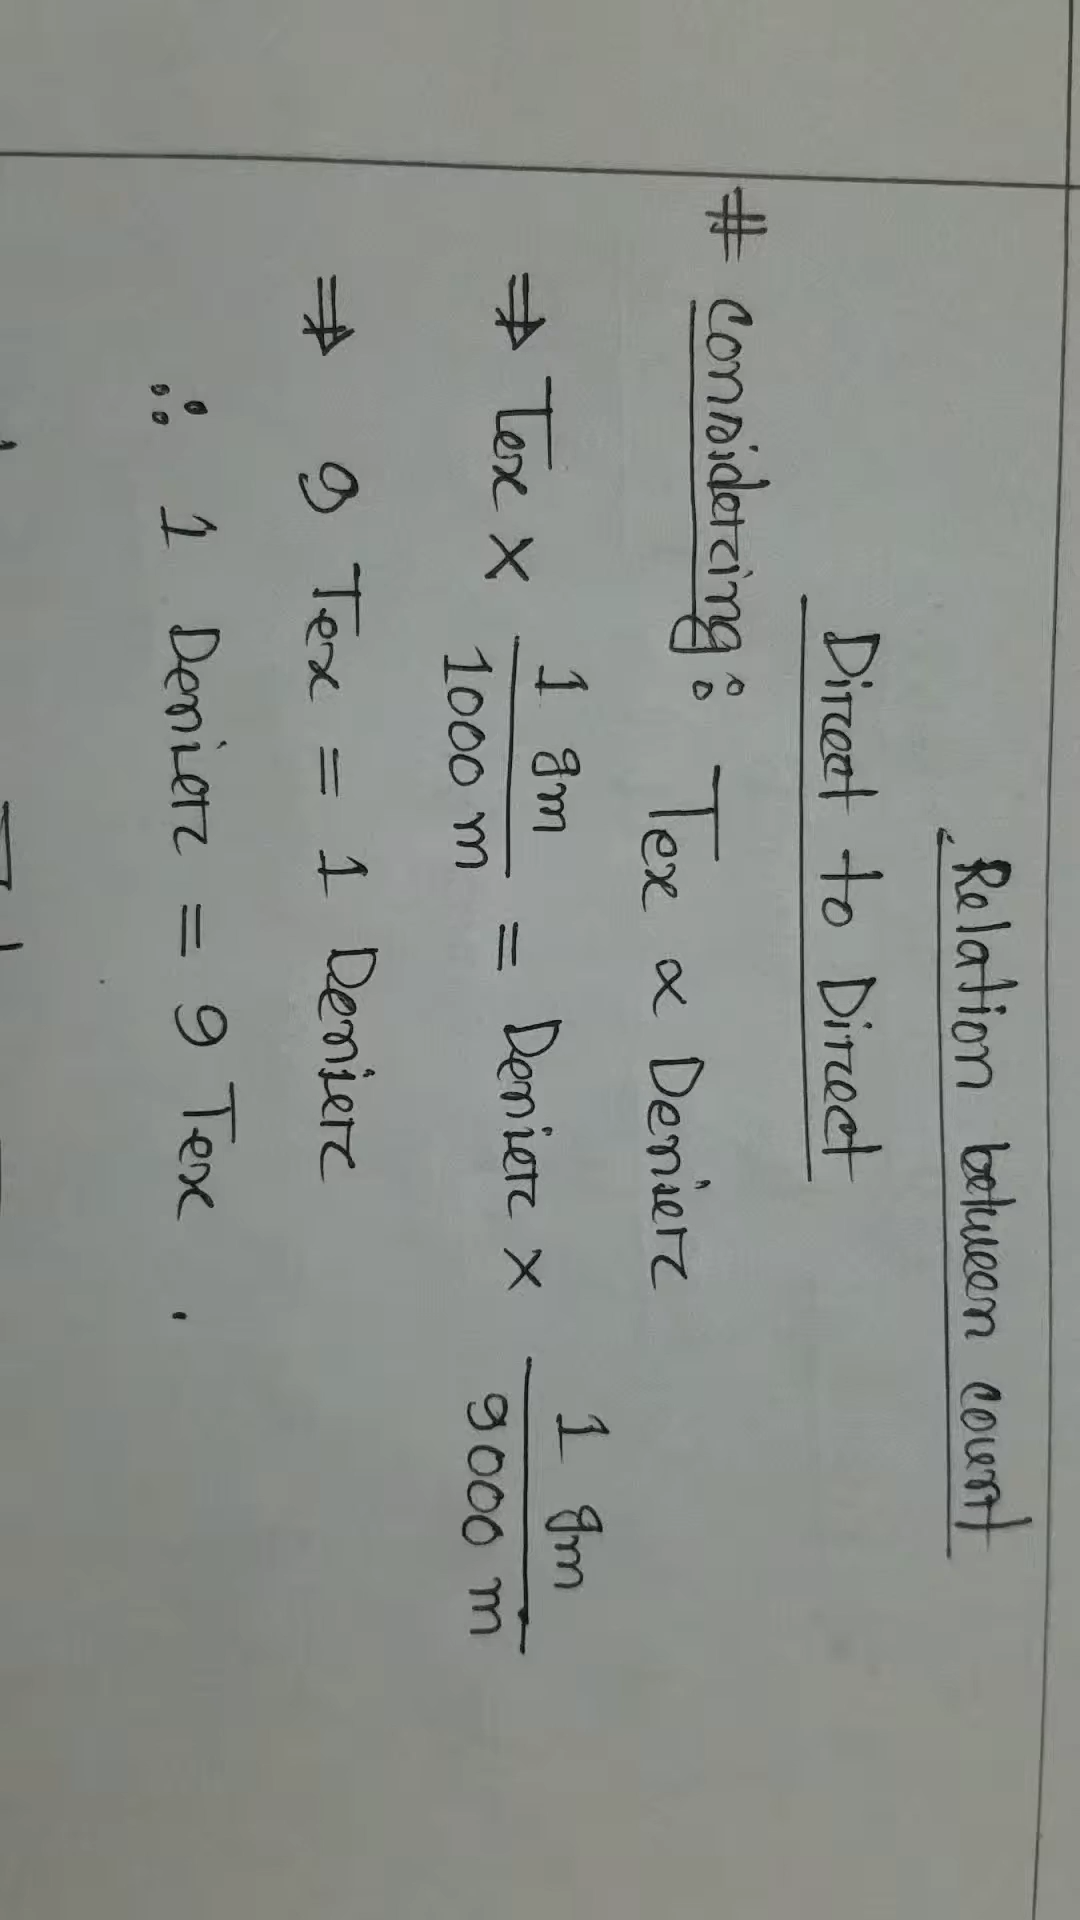 Relation between count
Direct to Direct
# Considering : Tex ∝ Denier
⇒ Tex × 1 gm / 1000 m = Denier × 1 gm / 9000 m
⇒ 9 Tex = 1 Denier
∴ 1 Denier = 9 Tex .